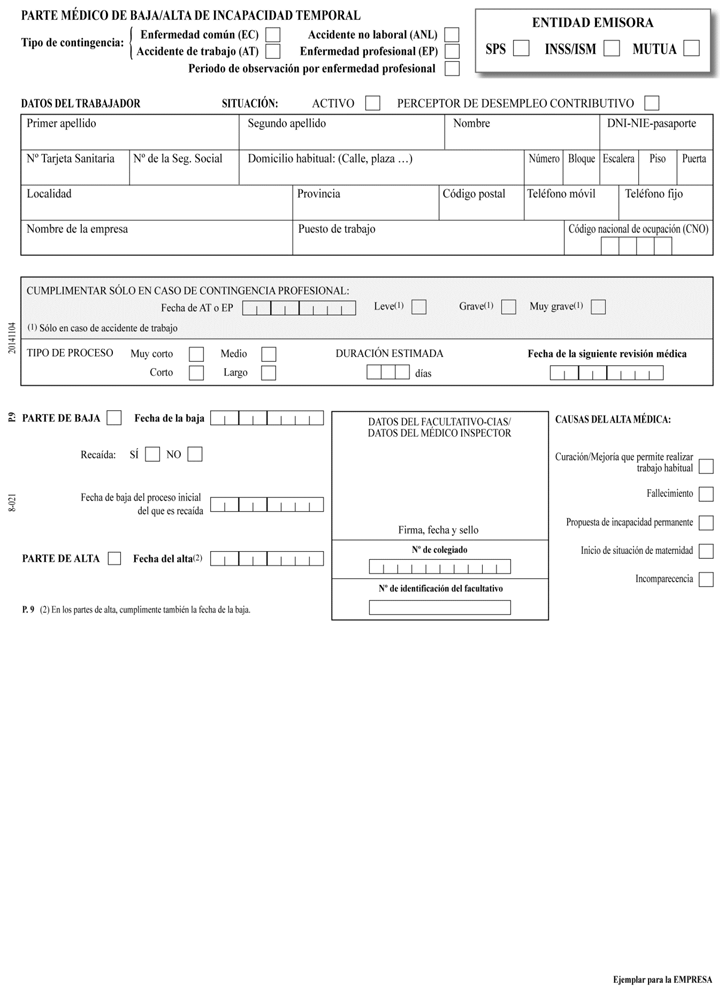 PARTE MÉDICO DE BAJA/ALTA DE INCAPACIDAD TEMPORAL
Tipo de contingencia:
Enfermedad común (EC)
Accidente no laboral (ANL)
Accidente de trabajo (AT)
Enfermedad profesional (EP)
Periodo de observación por enfermedad profesional
ENTIDAD EMISORA
SPS INSS/ISM MUTUA
DATOS DEL TRABAJADOR SITUACIÓN: ACTIVO PERCEPTOR DE DESEMPLEO CONTRIBUTIVO
Primer apellido Segundo apellido Nombre DNI-NIE-pasaporte
Nº Tarjeta Sanitaria Nº de la Seg. Social Domicilio habitual: (Calle, plaza …) Número Bloque Escalera Piso Puerta
Localidad Provincia Código postal Teléfono móvil Teléfono fijo
Nombre de la empresa Puesto de trabajo Código nacional de ocupación (CNO)
CUMPLIMENTAR SÓLO EN CASO DE CONTINGENCIA PROFESIONAL:
Fecha de AT o EP Leve(1) Grave(1) Muy grave(1)
(1) Sólo en caso de accidente de trabajo
TIPO DE PROCESO Muy corto Medio DURACIÓN ESTIMADA Fecha de la siguiente revisión médica
Corto Largo días
20141104
P.9
8-021
PARTE DE BAJA Fecha de la baja
Recaída: SÍ NO
Fecha de baja del proceso inicial
del que es recaída
PARTE DE ALTA Fecha del alta(2)
P. 9 (2) En los partes de alta, cumplimente también la fecha de la baja.
DATOS DEL FACULTATIVO-CIAS/
DATOS DEL MÉDICO INSPECTOR
Firma, fecha y sello
Nº de colegiado
Nº de identificación del facultativo
CAUSAS DEL ALTA MÉDICA:
Curación/Mejoría que permite realizar
trabajo habitual
Fallecimiento
Propuesta de incapacidad permanente
Inicio de situación de maternidad
Incomparecencia
Ejemplar para la EMPRESA